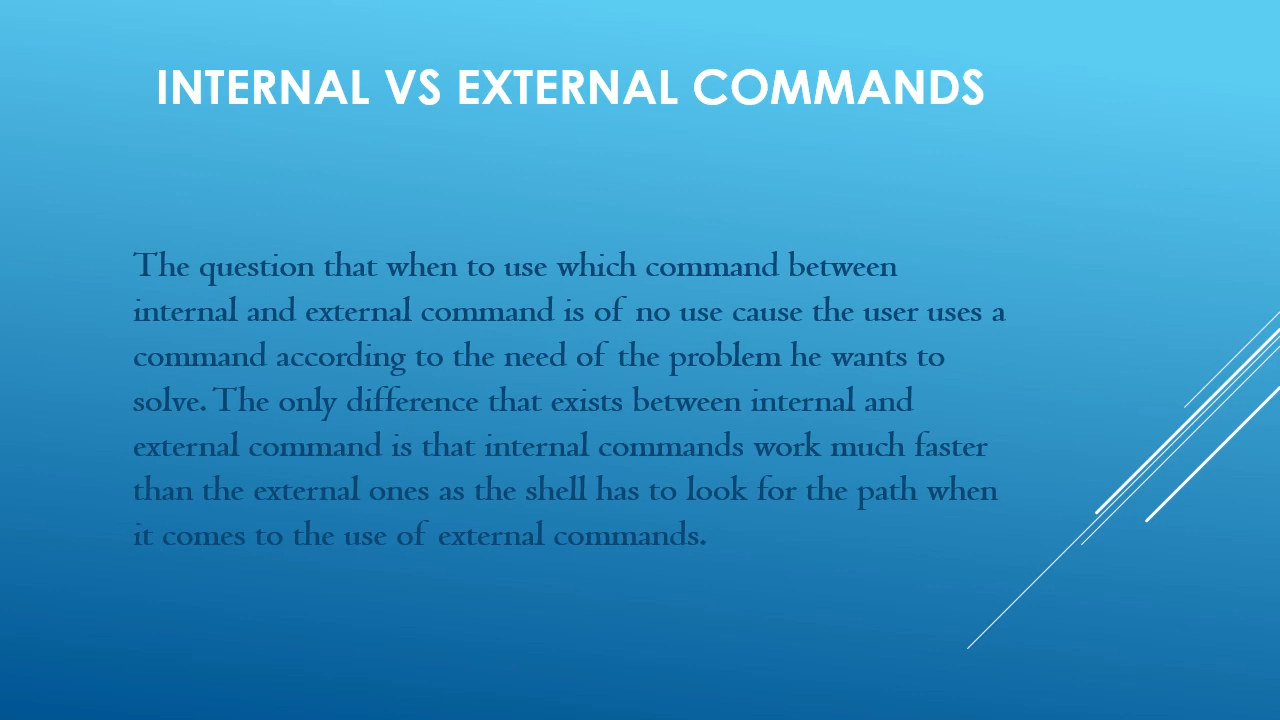 INTERNAL VS EXTERNAL COMMANDS
The question that when to use which command between
internal and external command is of no use cause the user uses a
command according to the need of the problem he wants to
solve. The only difference that exists between internal and
external command is that internal commands work much faster
than the external ones as the shell has to look for the path when
it comes to the use of external commands.